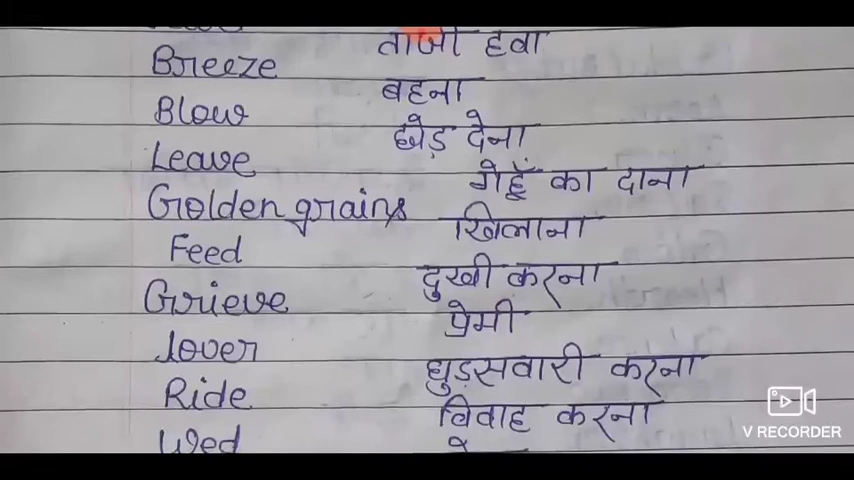 Breeze ताजी हवा
Blow बहना
Leave छोड़ देना
Golden grains गेहूँ का दाना
Feed खिलाना
Grieve दुखी करना
lover प्रेमी
Ride घुड़सवारी करना
Wed विवाह करना
V RECORDER